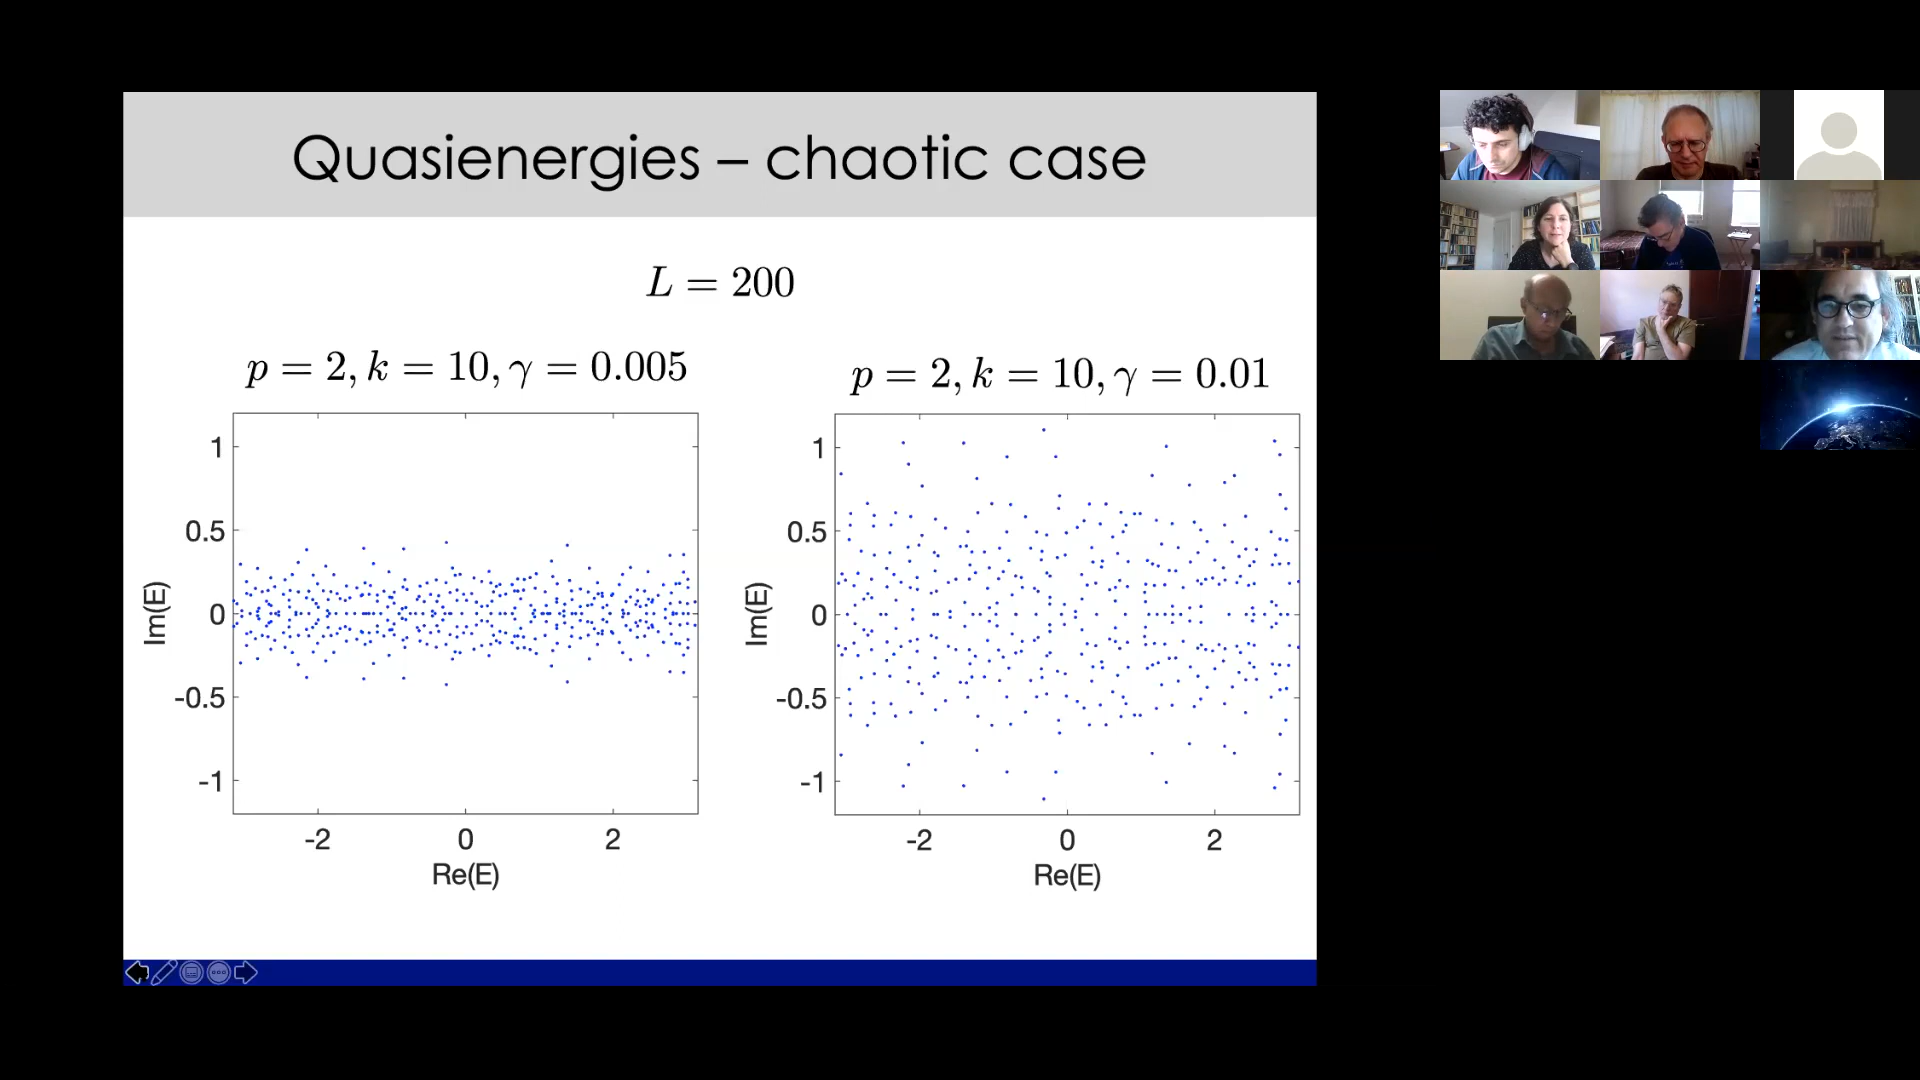 Quasienergies – chaotic case
L = 200
p = 2, k = 10, γ = 0.005
p = 2, k = 10, γ = 0.01
1
0.5
0
-0.5
-1
-2
0
2
Im(E)
Re(E)
1
0.5
0
-0.5
-1
-2
0
2
Im(E)
Re(E)